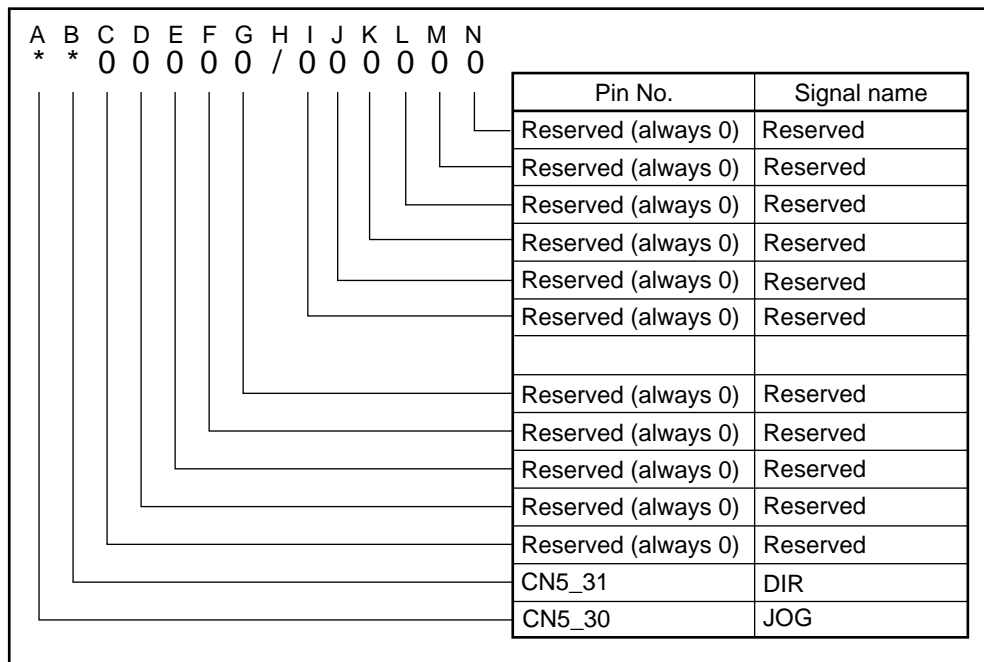 A B C D E F G H I J K L M N
* * 0 0 0 0 0 / 0 0 0 0 0 0
Pin No. Signal name
Reserved (always 0) Reserved
Reserved (always 0) Reserved
Reserved (always 0) Reserved
Reserved (always 0) Reserved
Reserved (always 0) Reserved
Reserved (always 0) Reserved
Reserved (always 0) Reserved
Reserved (always 0) Reserved
Reserved (always 0) Reserved
Reserved (always 0) Reserved
Reserved (always 0) Reserved
CN5_31 DIR
CN5_30 JOG